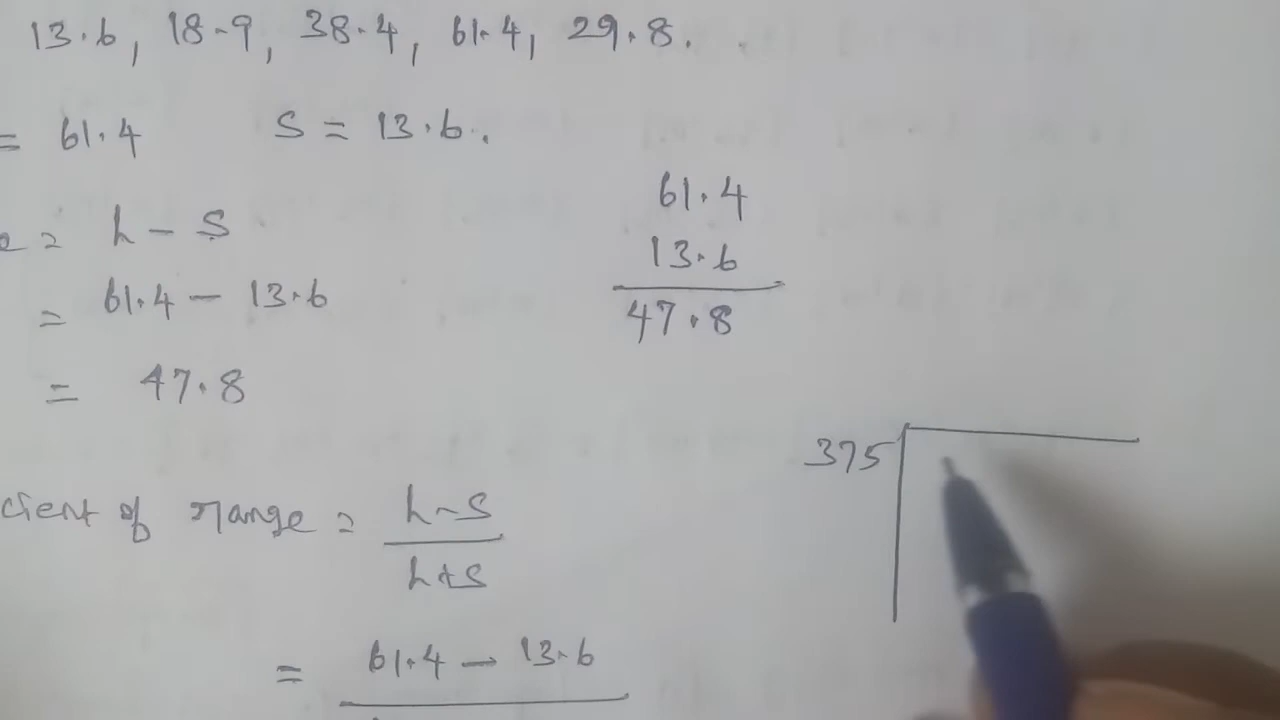 13.6, 18.9, 38.4, 61.4, 29.8.
= 61.4 S = 13.6.
e = L - S
= 61.4 - 13.6
= 47.8
61.4
13.6
47.8
375
cient of range = L-S
L+S
= 61.4 - 13.6